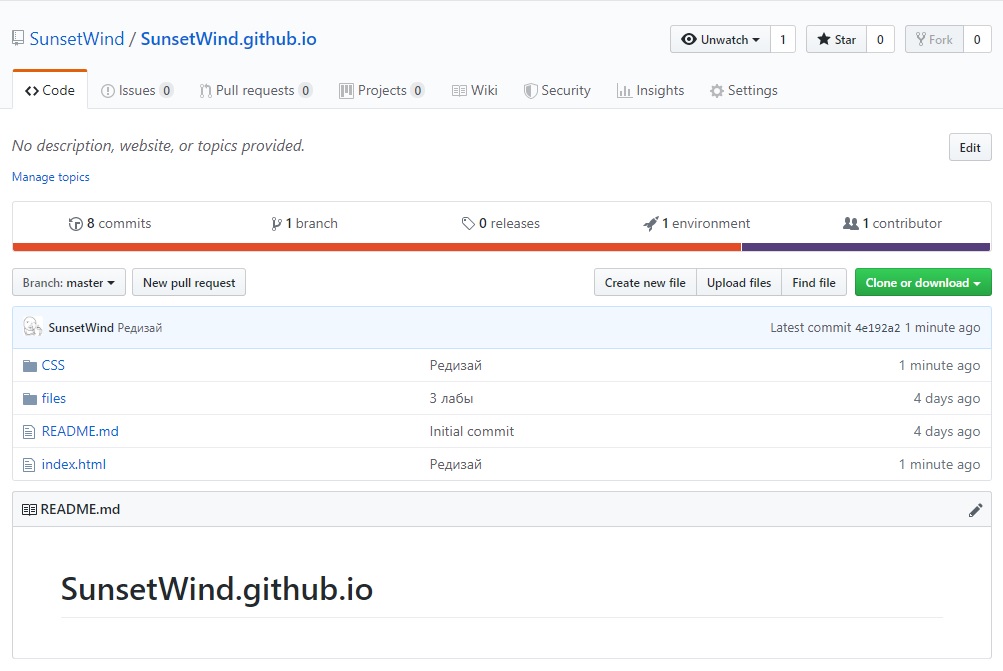 SunsetWind / SunsetWind.github.io Unwatch 1 Star 0 Fork 0
Code Issues 0 Pull requests 0 Projects 0 Wiki Security Insights Settings
No description, website, or topics provided. Edit
Manage topics
8 commits 1 branch 0 releases 1 environment 1 contributor
Branch: master New pull request Create new file Upload files Find file Clone or download
SunsetWind Редизай Latest commit 4e192a2 1 minute ago
CSS Редизай 1 minute ago
files 3 лабы 4 days ago
README.md Initial commit 4 days ago
index.html Редизай 1 minute ago
README.md
SunsetWind.github.io